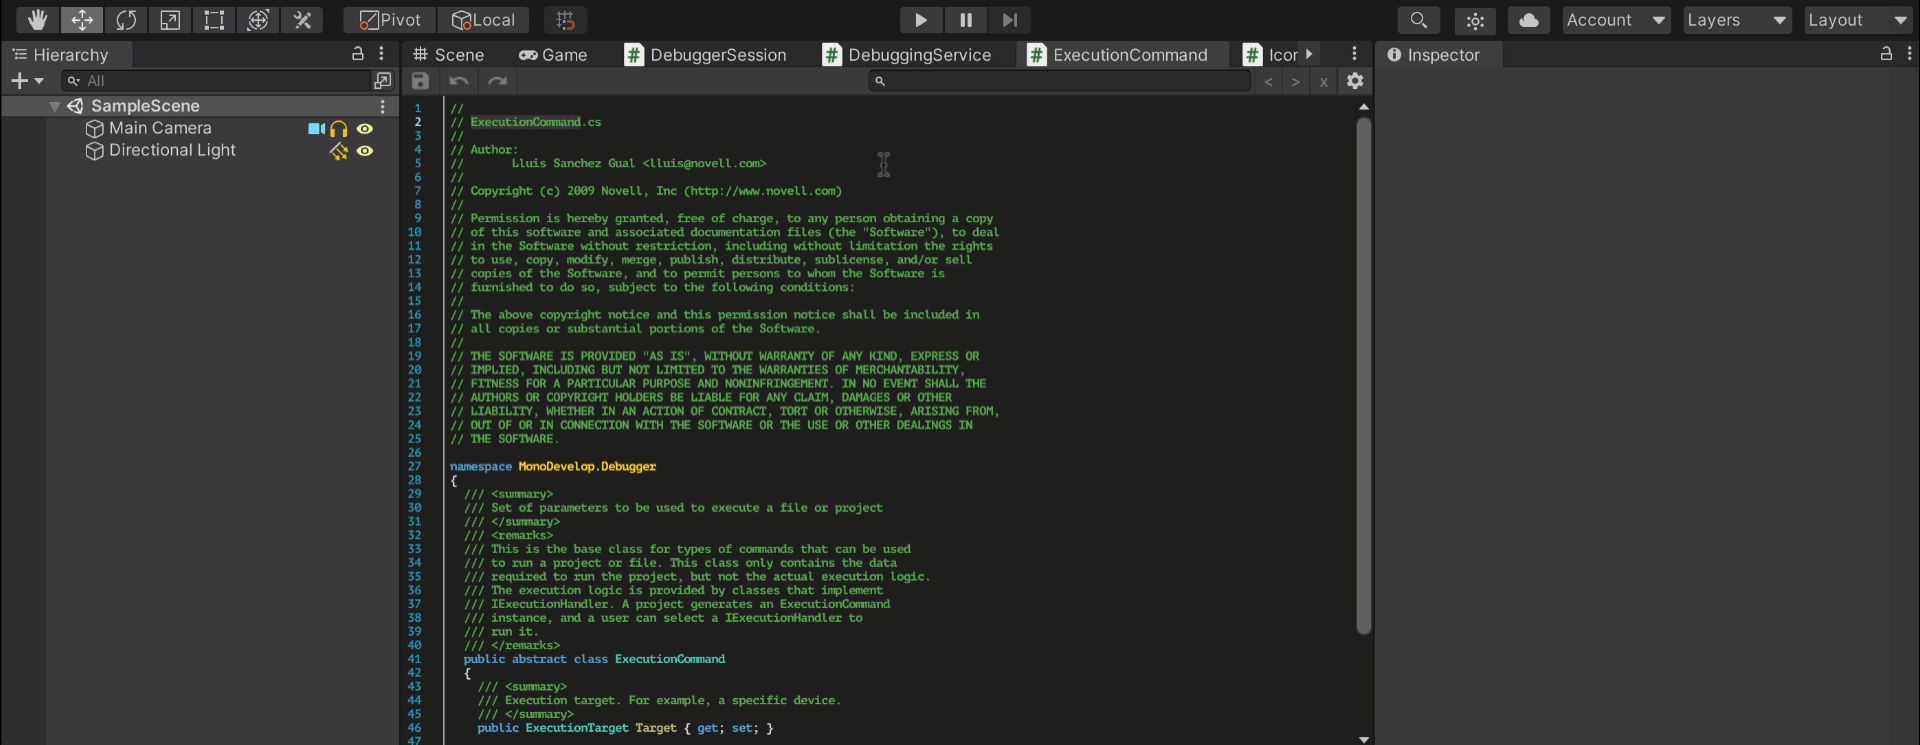 Pivot Local Account Layers Layout
Hierarchy Scene Game DebuggerSession DebuggingService ExecutionCommand Icon Inspector
All < > x
SampleScene
Main Camera
Directional Light
1 //
2 // ExecutionCommand.cs
3 //
4 // Author:
5 //       Lluis Sanchez Gual <lluis@novell.com>
6 //
7 // Copyright (c) 2009 Novell, Inc (http://www.novell.com)
8 //
9 // Permission is hereby granted, free of charge, to any person obtaining a copy
10 // of this software and associated documentation files (the "Software"), to deal
11 // in the Software without restriction, including without limitation the rights
12 // to use, copy, modify, merge, publish, distribute, sublicense, and/or sell
13 // copies of the Software, and to permit persons to whom the Software is
14 // furnished to do so, subject to the following conditions:
15 //
16 // The above copyright notice and this permission notice shall be included in
17 // all copies or substantial portions of the Software.
18 //
19 // THE SOFTWARE IS PROVIDED "AS IS", WITHOUT WARRANTY OF ANY KIND, EXPRESS OR
20 // IMPLIED, INCLUDING BUT NOT LIMITED TO THE WARRANTIES OF MERCHANTABILITY,
21 // FITNESS FOR A PARTICULAR PURPOSE AND NONINFRINGEMENT. IN NO EVENT SHALL THE
22 // AUTHORS OR COPYRIGHT HOLDERS BE LIABLE FOR ANY CLAIM, DAMAGES OR OTHER
23 // LIABILITY, WHETHER IN AN ACTION OF CONTRACT, TORT OR OTHERWISE, ARISING FROM,
24 // OUT OF OR IN CONNECTION WITH THE SOFTWARE OR THE USE OR OTHER DEALINGS IN
25 // THE SOFTWARE.
26
27 namespace MonoDevelop.Debugger
28 {
29 /// <summary>
30 /// Set of parameters to be used to execute a file or project
31 /// </summary>
32 /// <remarks>
33 /// This is the base class for types of commands that can be used
34 /// to run a project or file. This class only contains the data
35 /// required to run the project, but not the actual execution logic.
36 /// The execution logic is provided by classes that implement
37 /// IExecutionHandler. A project generates an ExecutionCommand
38 /// instance, and a user can select a IExecutionHandler to
39 /// run it.
40 /// </remarks>
41 public abstract class ExecutionCommand
42 {
43 /// <summary>
44 /// Execution target. For example, a specific device.
45 /// </summary>
46 public ExecutionTarget Target { get; set; }
47